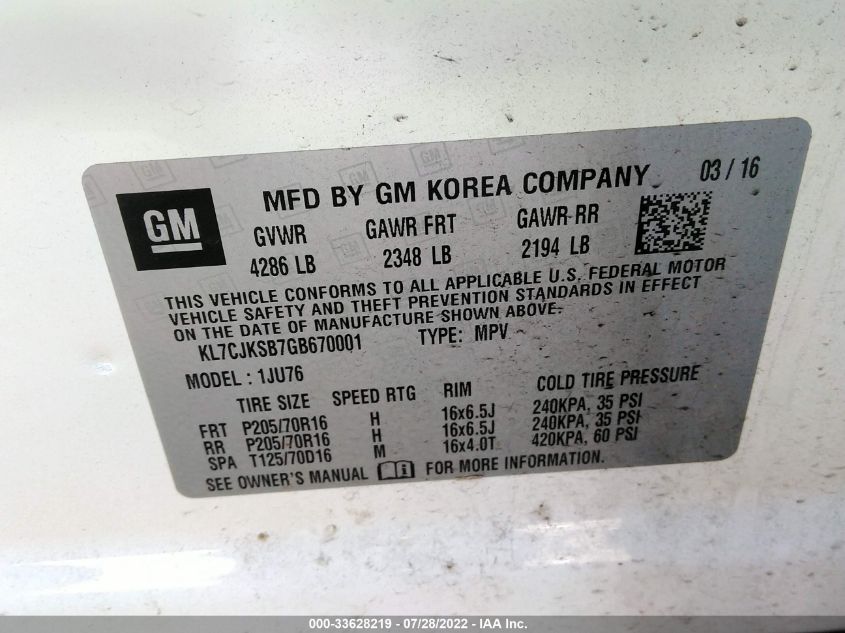 GM MFD BY GM KOREA COMPANY 03 / 16
GVWR GAWR FRT GAWR RR
4286 LB 2348 LB 2194 LB
THIS VEHICLE CONFORMS TO ALL APPLICABLE U.S. FEDERAL MOTOR
VEHICLE SAFETY AND THEFT PREVENTION STANDARDS IN EFFECT
ON THE DATE OF MANUFACTURE SHOWN ABOVE.
KL7CJKSB7GB670001 TYPE: MPV
MODEL : 1JU76
TIRE SIZE SPEED RTG RIM COLD TIRE PRESSURE
FRT P205/70R16 H 16x6.5J 240KPA, 35 PSI
RR P205/70R16 H 16x6.5J 240KPA, 35 PSI
SPA T125/70D16 M 16x4.0T 420KPA, 60 PSI
SEE OWNER'S MANUAL FOR MORE INFORMATION.
000-33628219 - 07/28/2022 - IAA Inc.